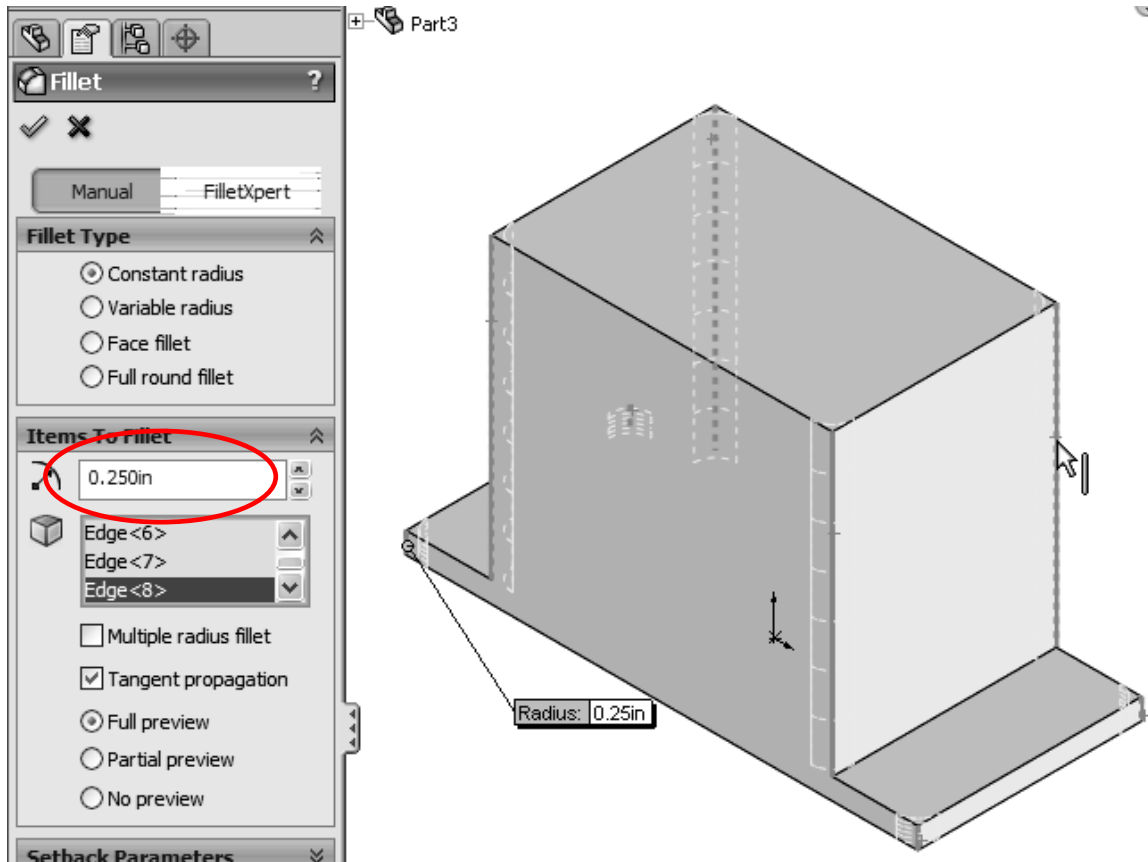 Part3
Fillet ?
Manual FilletXpert
Fillet Type
Constant radius
Variable radius
Face fillet
Full round fillet
Items To Fillet
0.250in
Edge<6>
Edge<7>
Edge<8>
Multiple radius fillet
Tangent propagation
Full preview
Partial preview
No preview
Setback Parameters
Radius: 0.25in